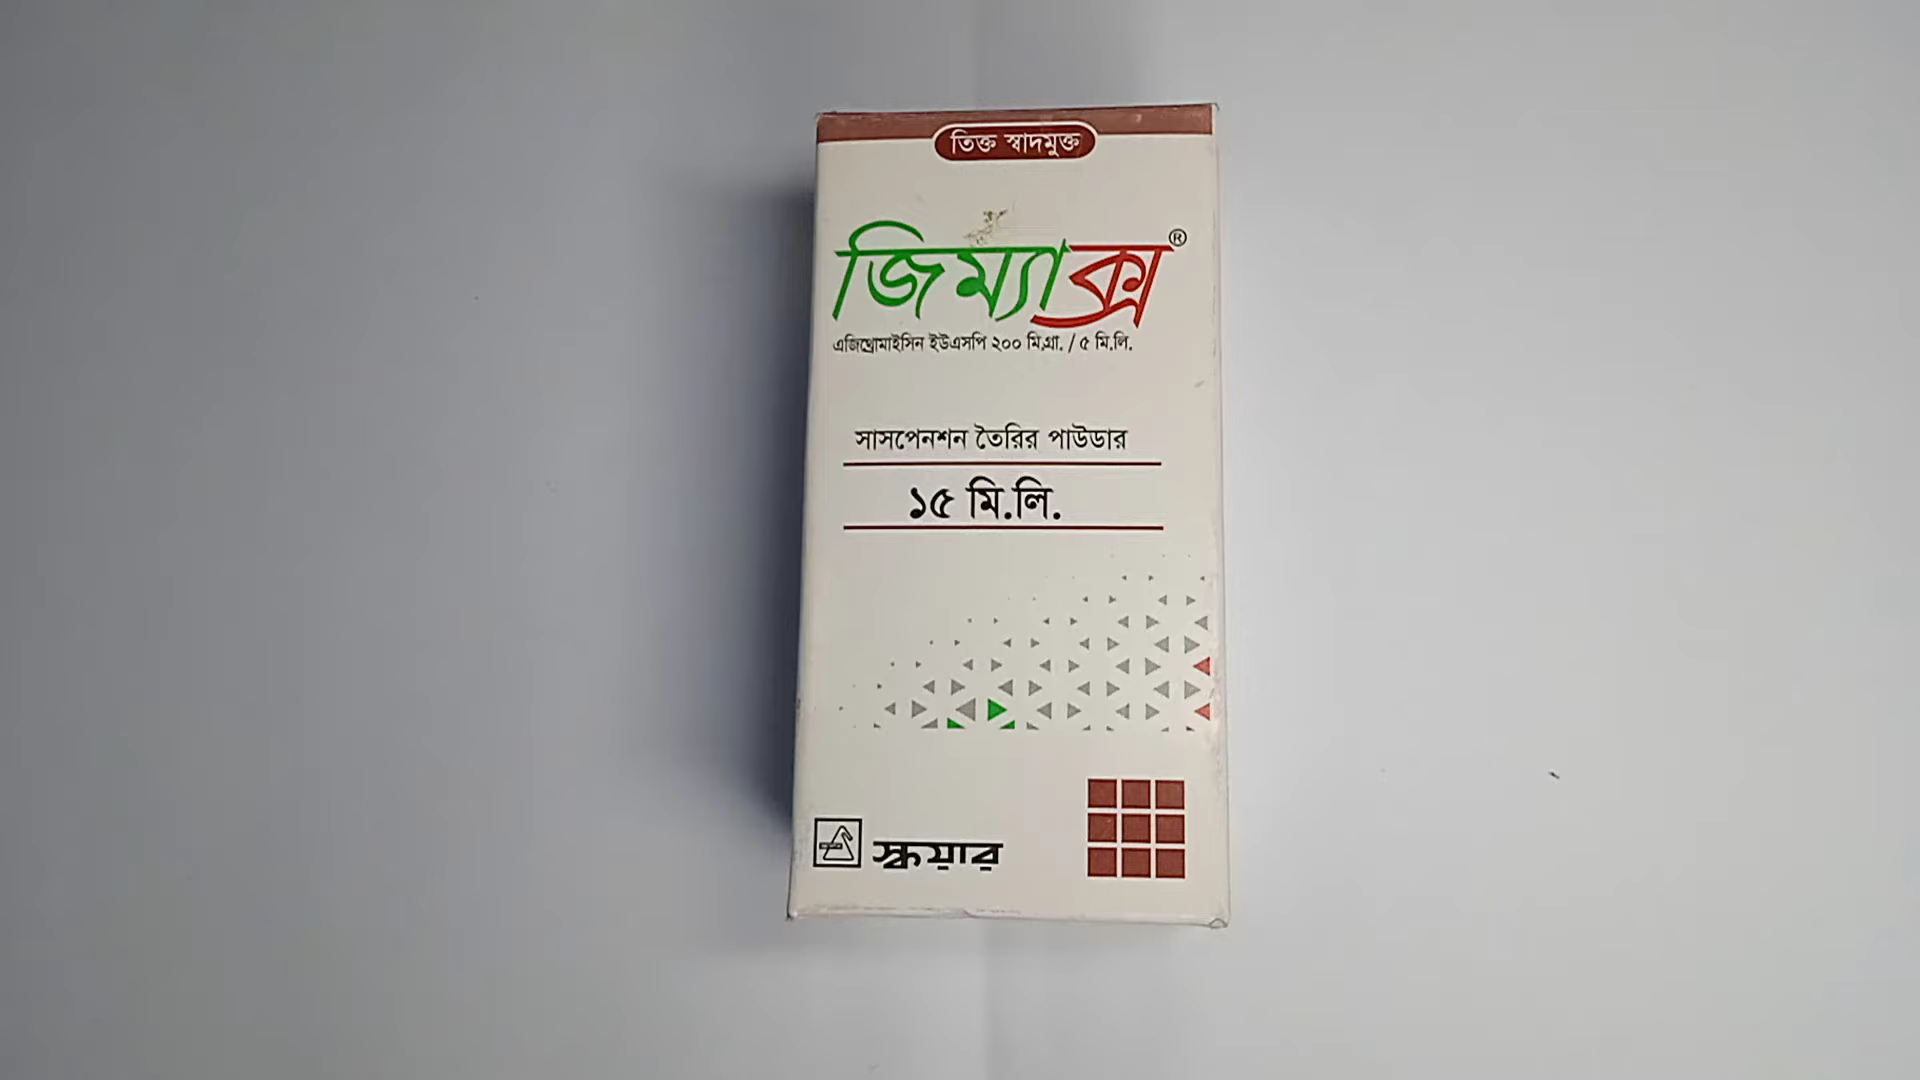 তিক্ত স্বাদমুক্ত
জিম্যাক্স®
এজিথ্রোমাইসিন ইউএসপি ২০০ মি.গ্রা. / ৫ মি.লি.
সাসপেনশন তৈরির পাউডার
১৫ মি.লি.
স্কয়ার